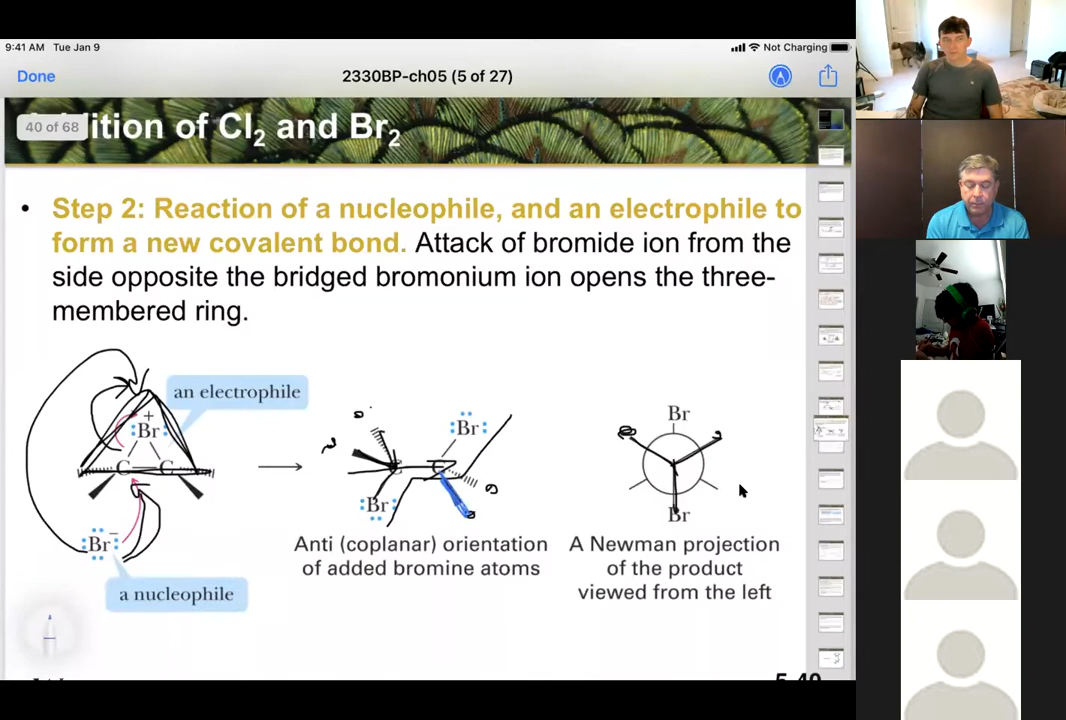 9:41 AM Tue Jan 9
Not Charging
Done
2330BP-ch05 (5 of 27)
40 of 68
ition of Cl₂ and Br₂
• Step 2: Reaction of a nucleophile, and an electrophile to
form a new covalent bond. Attack of bromide ion from the
side opposite the bridged bromonium ion opens the three-
membered ring.
an electrophile
+
:Br:
C C
:Br:⁻
a nucleophile
:Br:
C C
:Br:
Anti (coplanar) orientation
of added bromine atoms
Br
Br
A Newman projection
of the product
viewed from the left
5-40